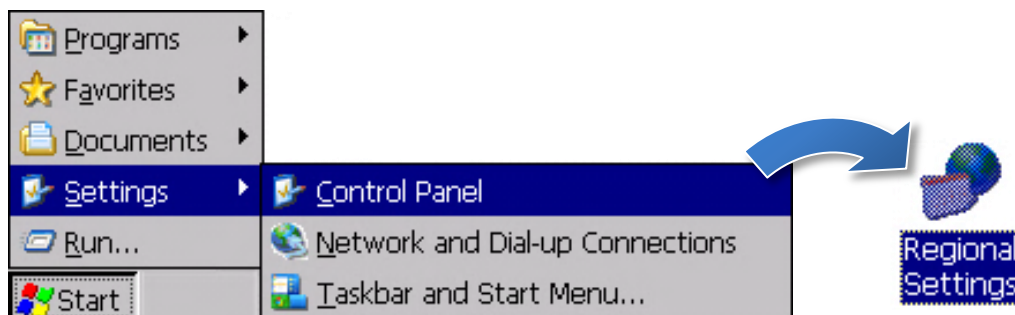 Programs
Favorites
Documents
Settings
Control Panel
Run...
Network and Dial-up Connections
Start
Taskbar and Start Menu...
Regional
Settings